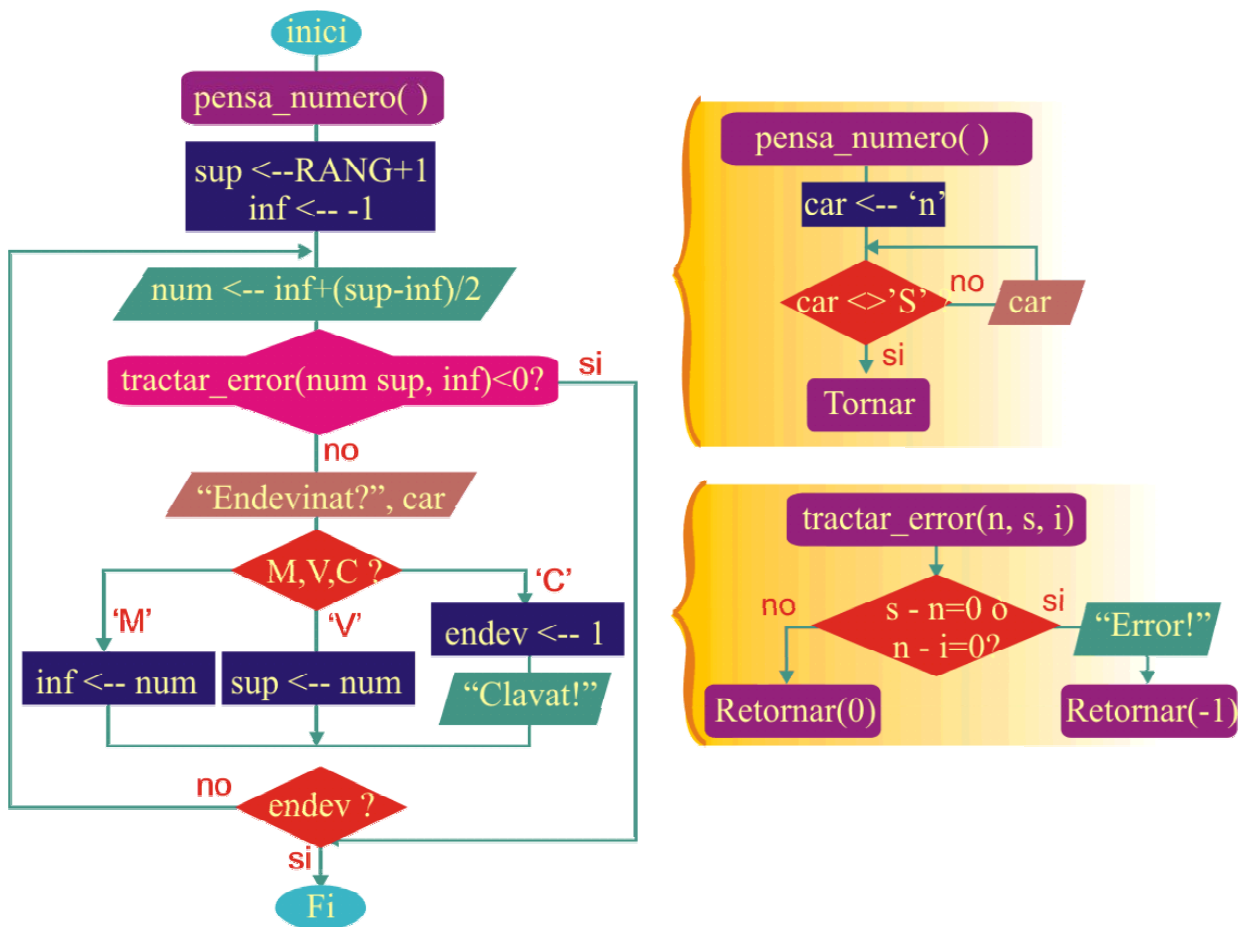 inici
pensa_numero( )
sup <--RANG+1
inf <-- -1
num <-- inf+(sup-inf)/2
tractar_error(num sup, inf)<0?
si
no
“Endevinat?”, car
M,V,C ?
‘M’
‘V’
‘C’
inf <-- num
sup <-- num
endev <-- 1
“Clavat!”
no
endev ?
si
Fi
pensa_numero( )
car <-- ‘n’
car <>’S’ ?
no
car
si
Tornar
tractar_error(n, s, i)
s - n=0 o
n - i=0?
no
si
“Error!”
Retornar(0)
Retornar(-1)